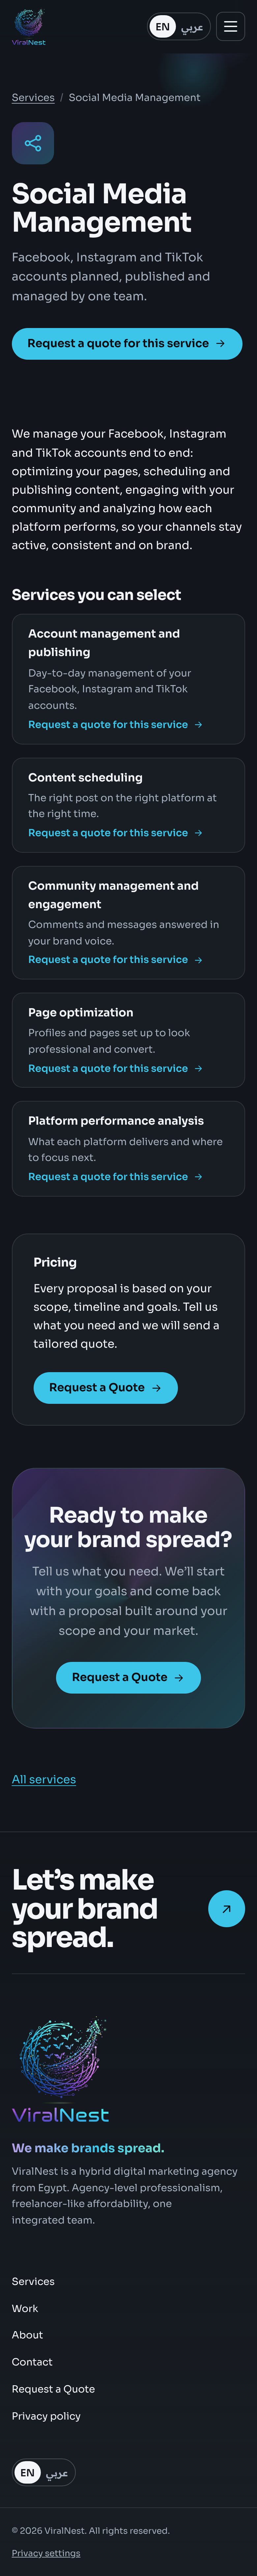 ViralNest
EN عربي
Services / Social Media Management
Social Media
Management
Facebook, Instagram and TikTok
accounts planned, published and
managed by one team.
Request a quote for this service →
We manage your Facebook, Instagram
and TikTok accounts end to end:
optimizing your pages, scheduling and
publishing content, engaging with your
community and analyzing how each
platform performs, so your channels stay
active, consistent and on brand.
Services you can select
Account management and
publishing
Day-to-day management of your
Facebook, Instagram and TikTok
accounts.
Request a quote for this service →
Content scheduling
The right post on the right platform at
the right time.
Request a quote for this service →
Community management and
engagement
Comments and messages answered in
your brand voice.
Request a quote for this service →
Page optimization
Profiles and pages set up to look
professional and convert.
Request a quote for this service →
Platform performance analysis
What each platform delivers and where
to focus next.
Request a quote for this service →
Pricing
Every proposal is based on your
scope, timeline and goals. Tell us
what you need and we will send a
tailored quote.
Request a Quote →
Ready to make
your brand spread?
Tell us what you need. We’ll start
with your goals and come back
with a proposal built around your
scope and your market.
Request a Quote →
All services
Let’s make
your brand
spread.
ViralNest
We make brands spread.
ViralNest is a hybrid digital marketing agency
from Egypt. Agency-level professionalism,
freelancer-like affordability, one
integrated team.
Services
Work
About
Contact
Request a Quote
Privacy policy
EN عربي
© 2026 ViralNest. All rights reserved.
Privacy settings